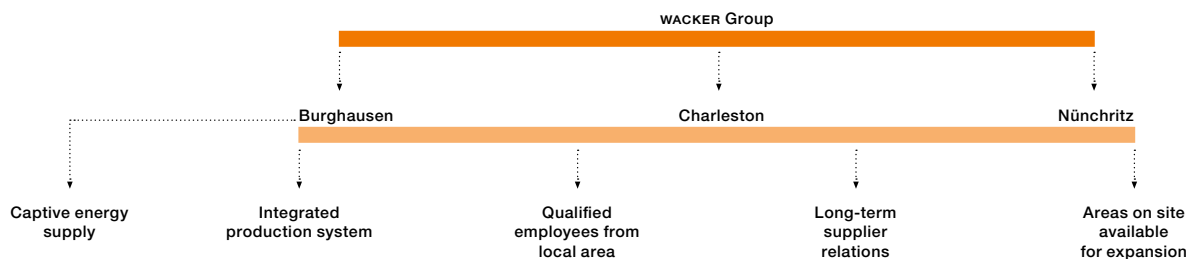 WACKER Group
Burghausen
Charleston
Nünchritz
Captive energy
supply
Integrated
production system
Qualified
employees from
local area
Long-term
supplier
relations
Areas on site
available
for expansion